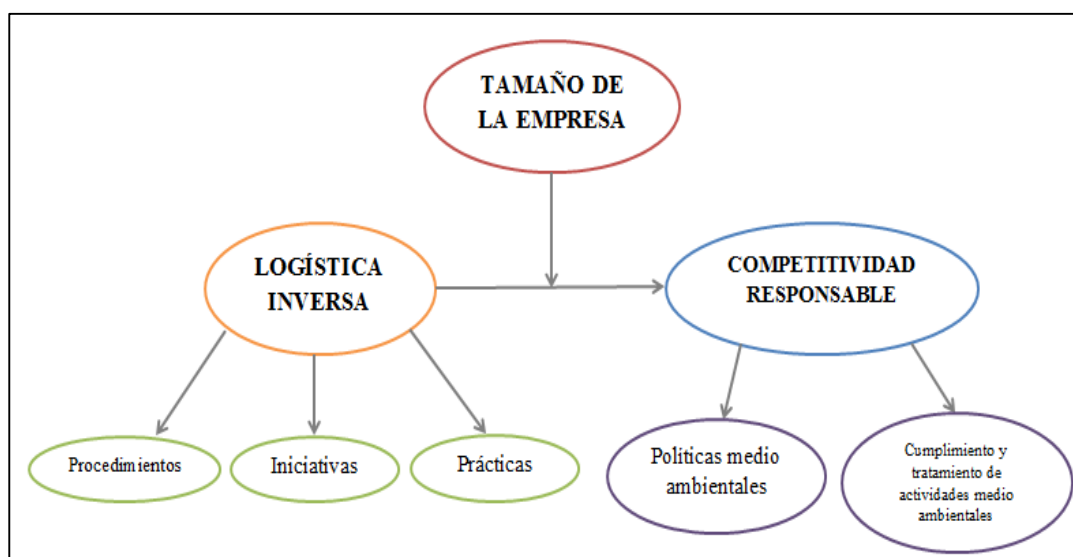 TAMAÑO DE
LA EMPRESA
LOGÍSTICA
INVERSA
COMPETITIVIDAD
RESPONSABLE
Procedimientos
Iniciativas
Prácticas
Politicas medio
ambientales
Cumplimiento y
tratamiento de
actividades medio
ambientales